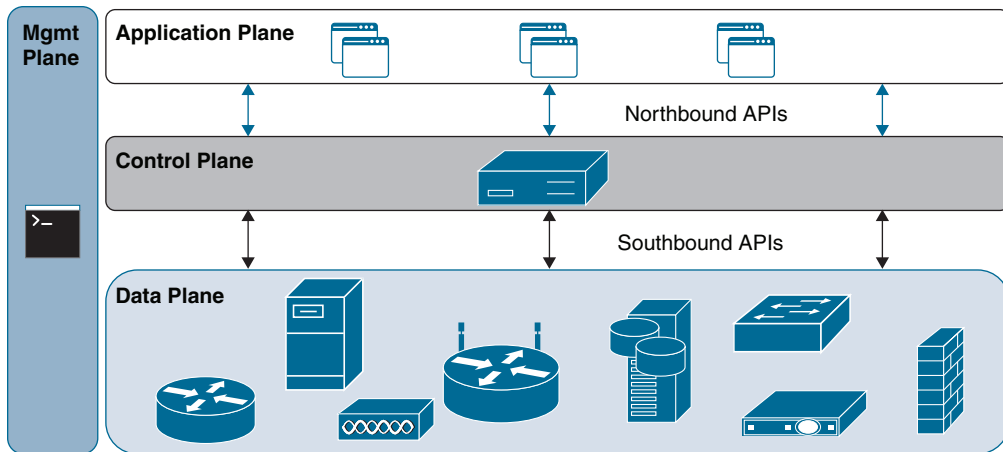 Mgmt
Plane
Application Plane
Northbound APIs
Control Plane
>_
Southbound APIs
Data Plane